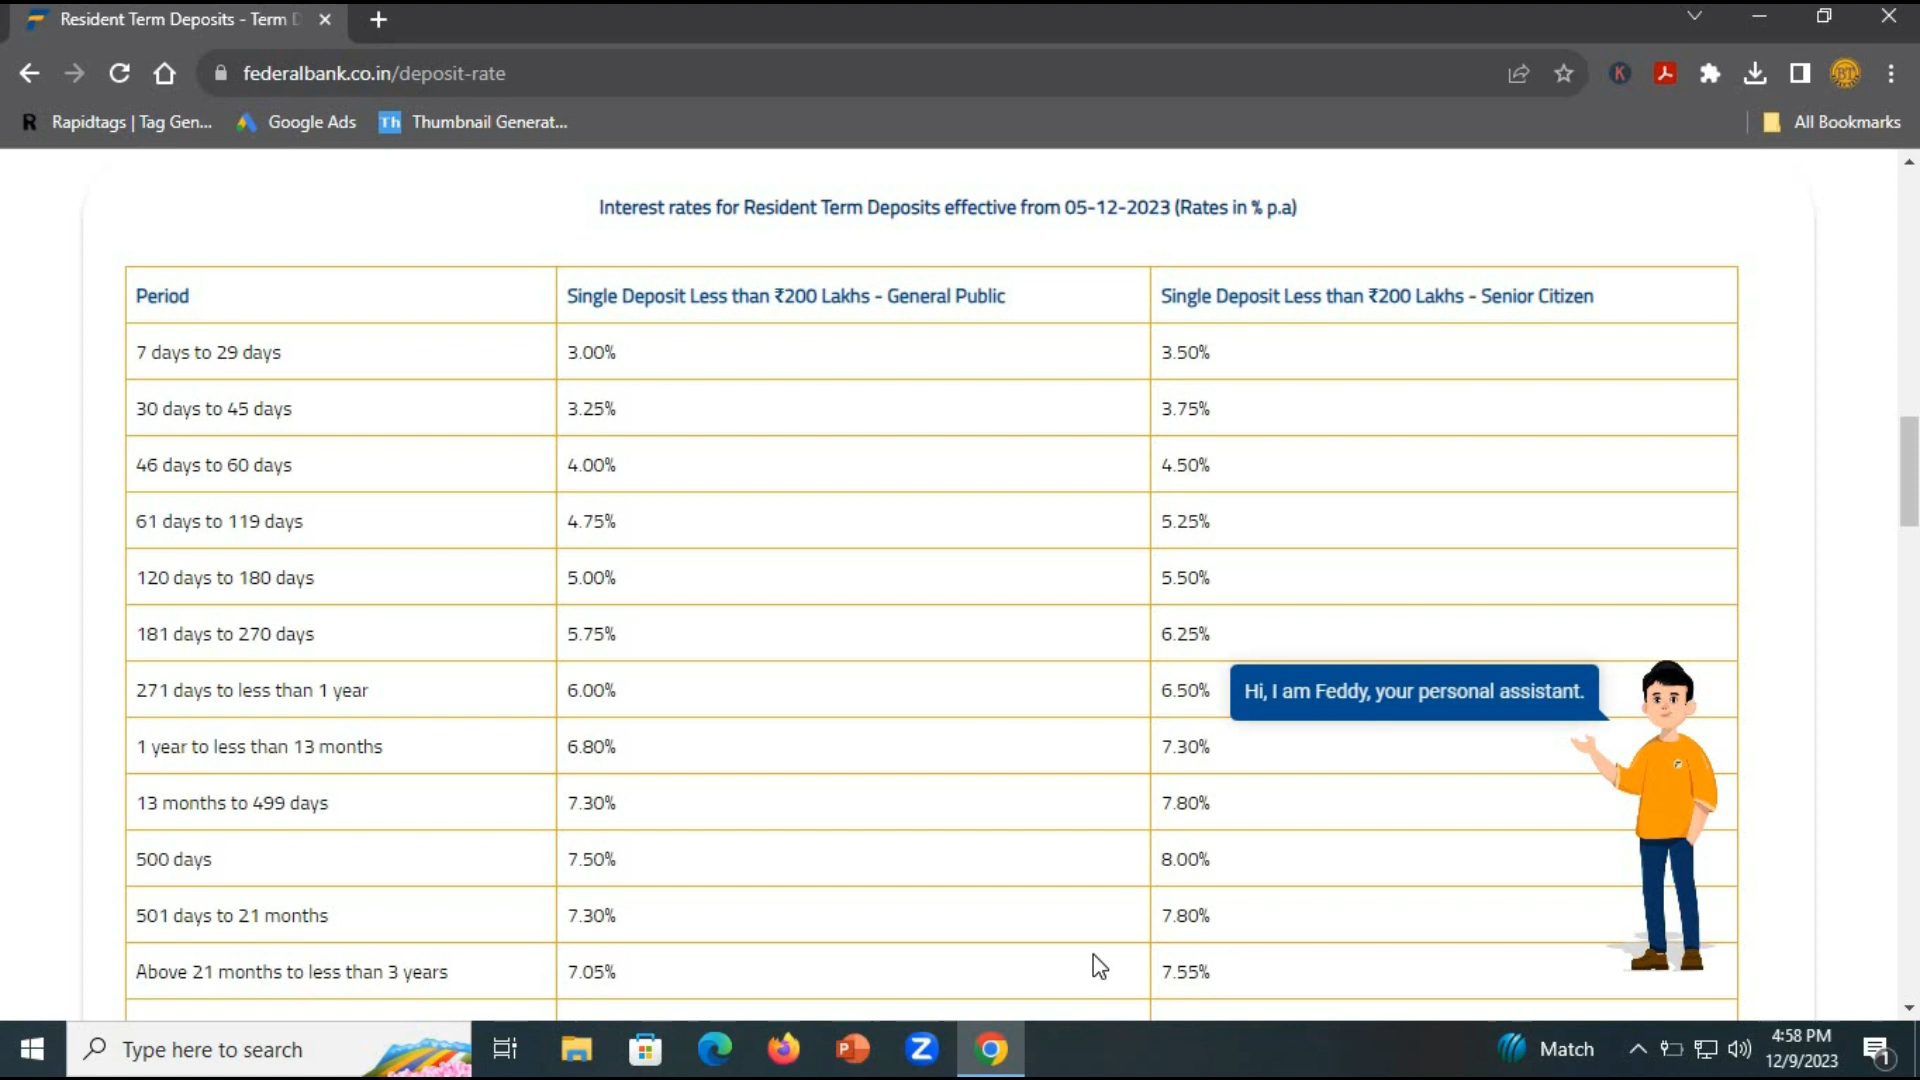 Resident Term Deposits - Term D
federalbank.co.in/deposit-rate
K
BT
R Rapidtags | Tag Gen...
Google Ads
Th Thumbnail Generat...
All Bookmarks
Interest rates for Resident Term Deposits effective from 05-12-2023 (Rates in % p.a)
Period Single Deposit Less than ₹200 Lakhs - General Public Single Deposit Less than ₹200 Lakhs - Senior Citizen
7 days to 29 days 3.00% 3.50%
30 days to 45 days 3.25% 3.75%
46 days to 60 days 4.00% 4.50%
61 days to 119 days 4.75% 5.25%
120 days to 180 days 5.00% 5.50%
181 days to 270 days 5.75% 6.25%
271 days to less than 1 year 6.00% 6.50%
Hi, I am Feddy, your personal assistant.
1 year to less than 13 months 6.80% 7.30%
13 months to 499 days 7.30% 7.80%
500 days 7.50% 8.00%
501 days to 21 months 7.30% 7.80%
Above 21 months to less than 3 years 7.05% 7.55%
Type here to search
P
Z
Match
4:58 PM
12/9/2023
1